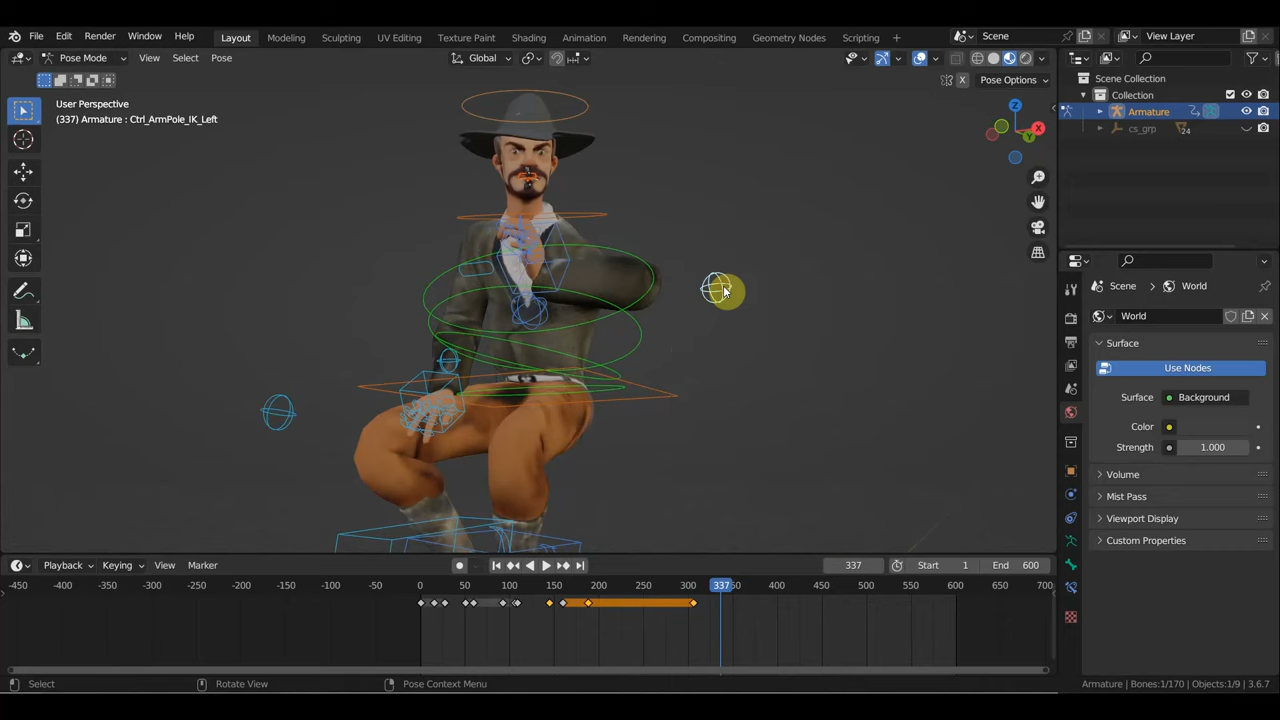 File Edit Render Window Help Layout Modeling Sculpting UV Editing Texture Paint Shading Animation Rendering Compositing Geometry Nodes Scripting + Scene View Layer
Pose Mode View Select Pose Global
X Pose Options
User Perspective
(337) Armature : Ctrl_ArmPole_IK_Left
Z
X
Y
Scene Collection
Collection
Armature
cs_grp 24
Scene > World
World
Surface
Use Nodes
Surface Background
Color
Strength 1.000
Volume
Mist Pass
Viewport Display
Custom Properties
Playback Keying View Marker 337 Start 1 End 600
-450 -400 -350 -300 -250 -200 -150 -100 -50 0 50 100 150 200 250 300 337 350 400 450 500 550 600 650 700
Select Rotate View Pose Context Menu Armature | Bones:1/170 | Objects:1/9 | 3.6.7